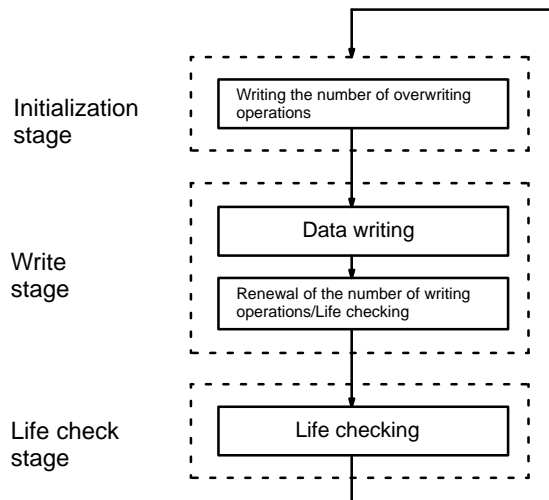 Initialization
stage
Writing the number of overwriting
operations
Write
stage
Data writing
Renewal of the number of writing
operations/Life checking
Life check
stage
Life checking